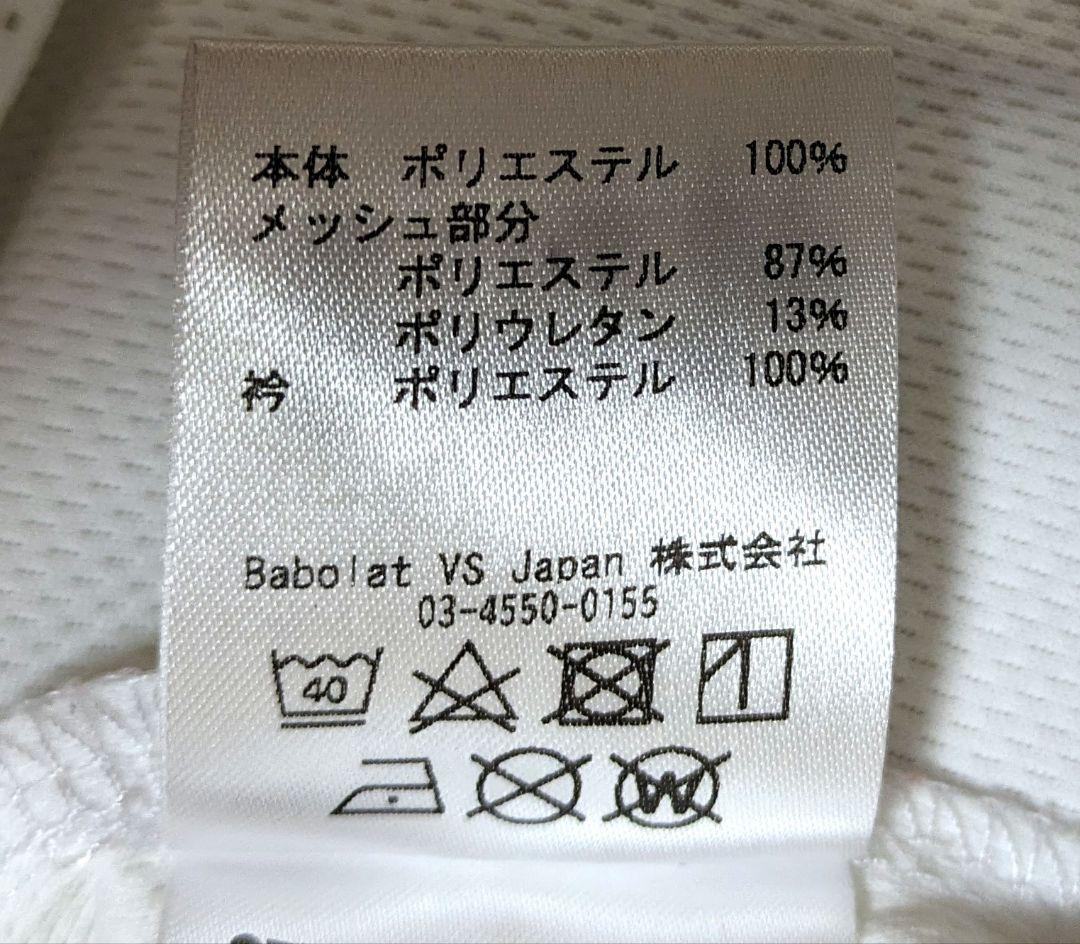 本体 ポリエステル 100%
メッシュ部分
ポリエステル 87%
ポリウレタン 13%
衿 ポリエステル 100%
Babolat VS Japan 株式会社
03-4550-0155
40
W